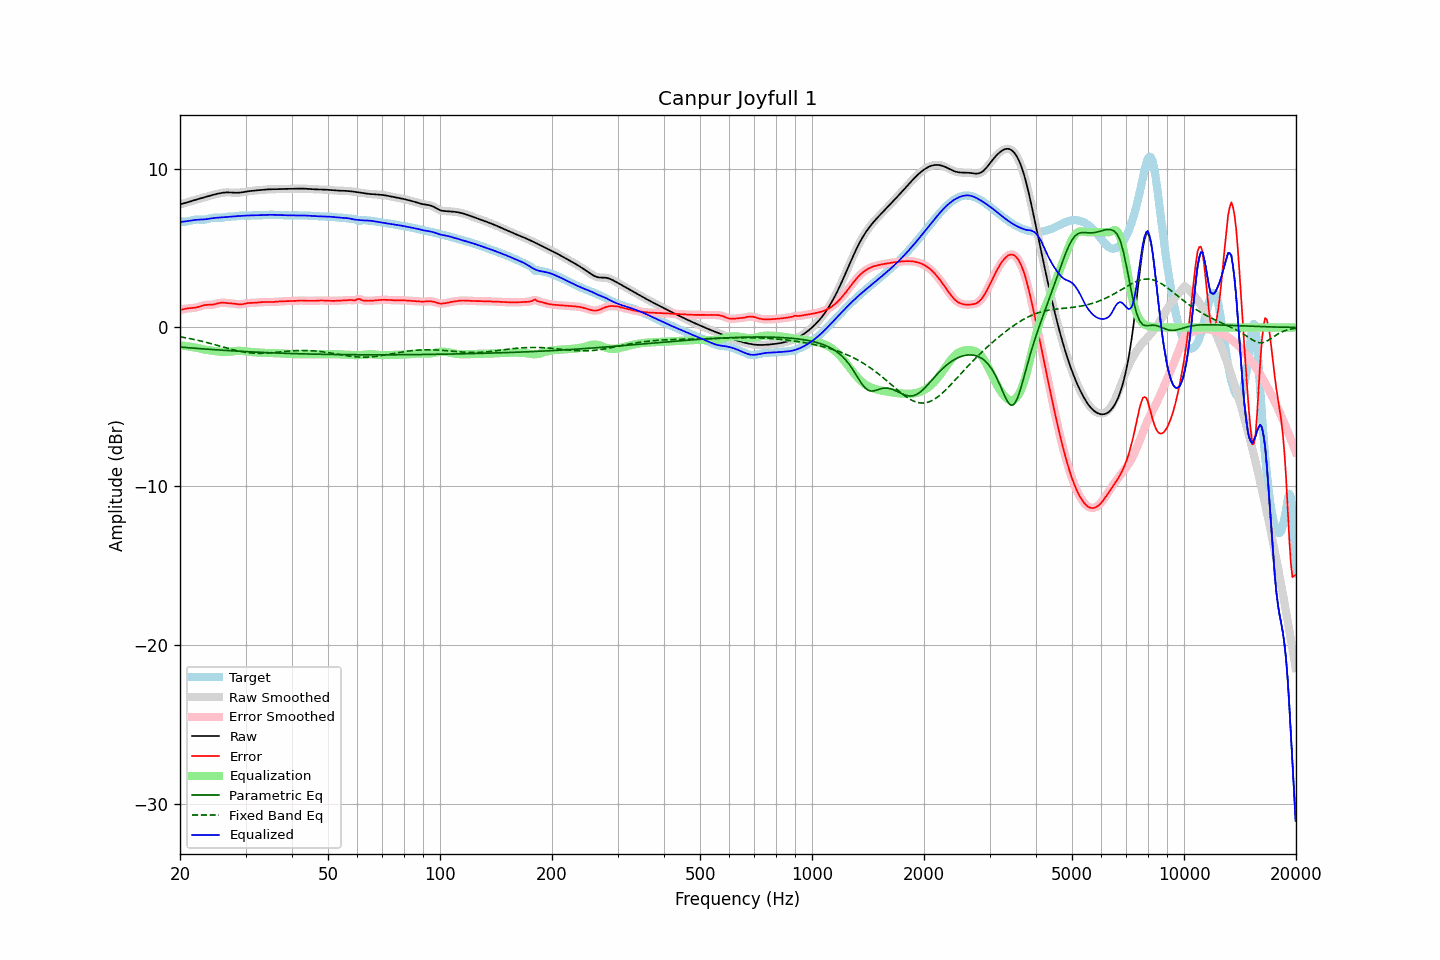 Canpur Joyfull 1
10
0
−10
−20
−30
Amplitude (dBr)
Target
Raw Smoothed
Error Smoothed
Raw
Error
Equalization
Parametric Eq
Fixed Band Eq
Equalized
20 50 100 200 500 1000 2000 5000 10000 20000
Frequency (Hz)